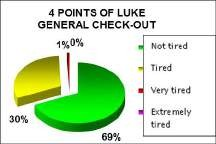 4 POINTS OF LUKE
GENERAL CHECK-OUT
1%
0%
30%
69%
Not tired
Tired
Very tired
Extremely
tired